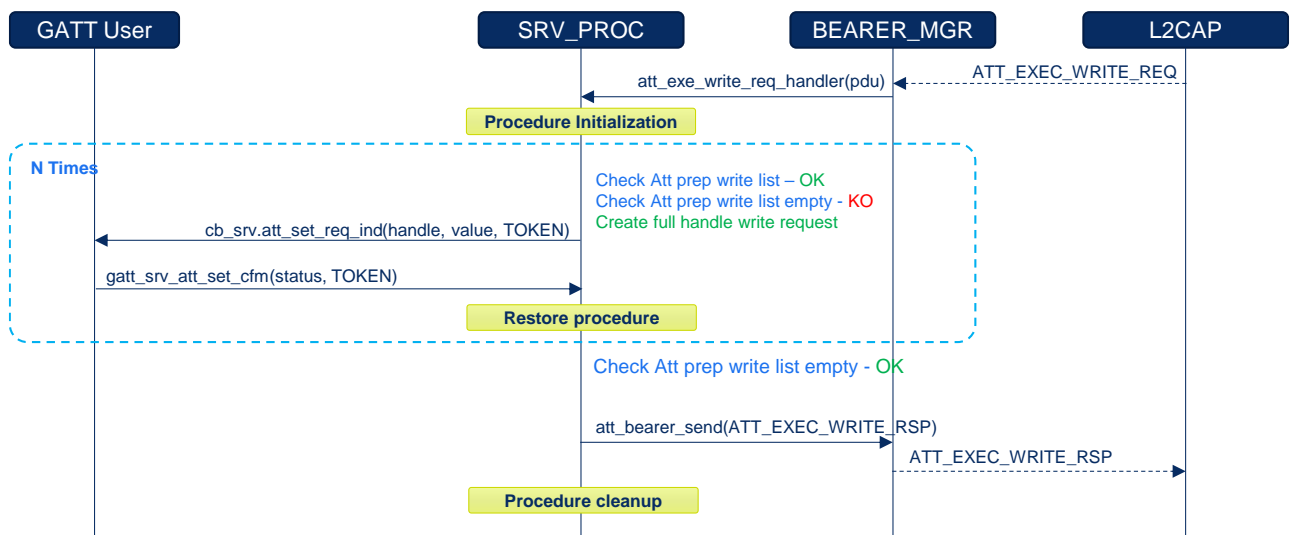 GATT User
SRV_PROC
BEARER_MGR
L2CAP
ATT_EXEC_WRITE_REQ
att_exe_write_req_handler(pdu)
Procedure Initialization
N Times
Check Att prep write list – OK
Check Att prep write list empty - KO
Create full handle write request
cb_srv.att_set_req_ind(handle, value, TOKEN)
gatt_srv_att_set_cfm(status, TOKEN)
Restore procedure
Check Att prep write list empty - OK
att_bearer_send(ATT_EXEC_WRITE_RSP)
ATT_EXEC_WRITE_RSP
Procedure cleanup